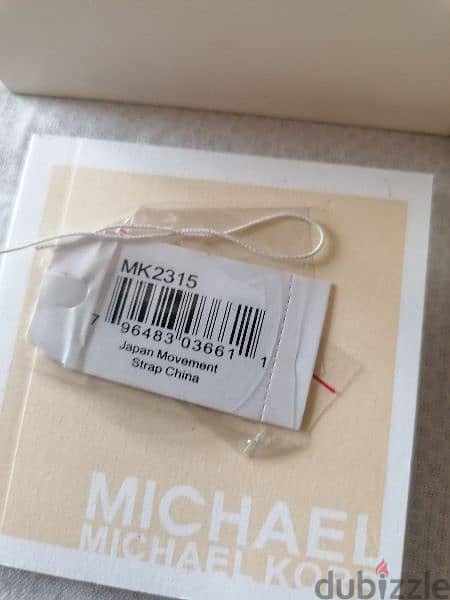 MK2315
7 96483 03661 1
Japan Movement
Strap China
MICHAEL
MICHAEL KORS
dubizzle